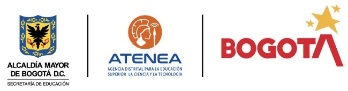 ALCALDÍA MAYOR
DE BOGOTÁ D.C.
SECRETARÍA DE EDUCACIÓN
ATENEA
AGENCIA DISTRITAL PARA LA EDUCACIÓN
SUPERIOR, LA CIENCIA Y LA TECNOLOGÍA
BOGOTÁ